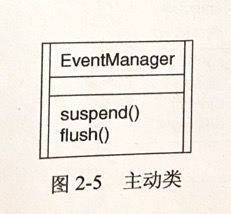 EventManager
suspend()
flush()
图 2-5 主动类